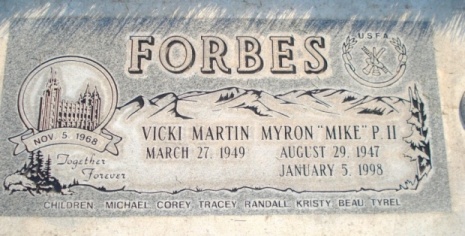 FORBES
USFA
NOV. 5, 1968
Together
Forever
VICKI MARTIN MYRON "MIKE" P. II
MARCH 27, 1949 AUGUST 29, 1947
JANUARY 5, 1998
CHILDREN MICHAEL COREY TRACEY RANDALL KRISTY BEAU TYREL